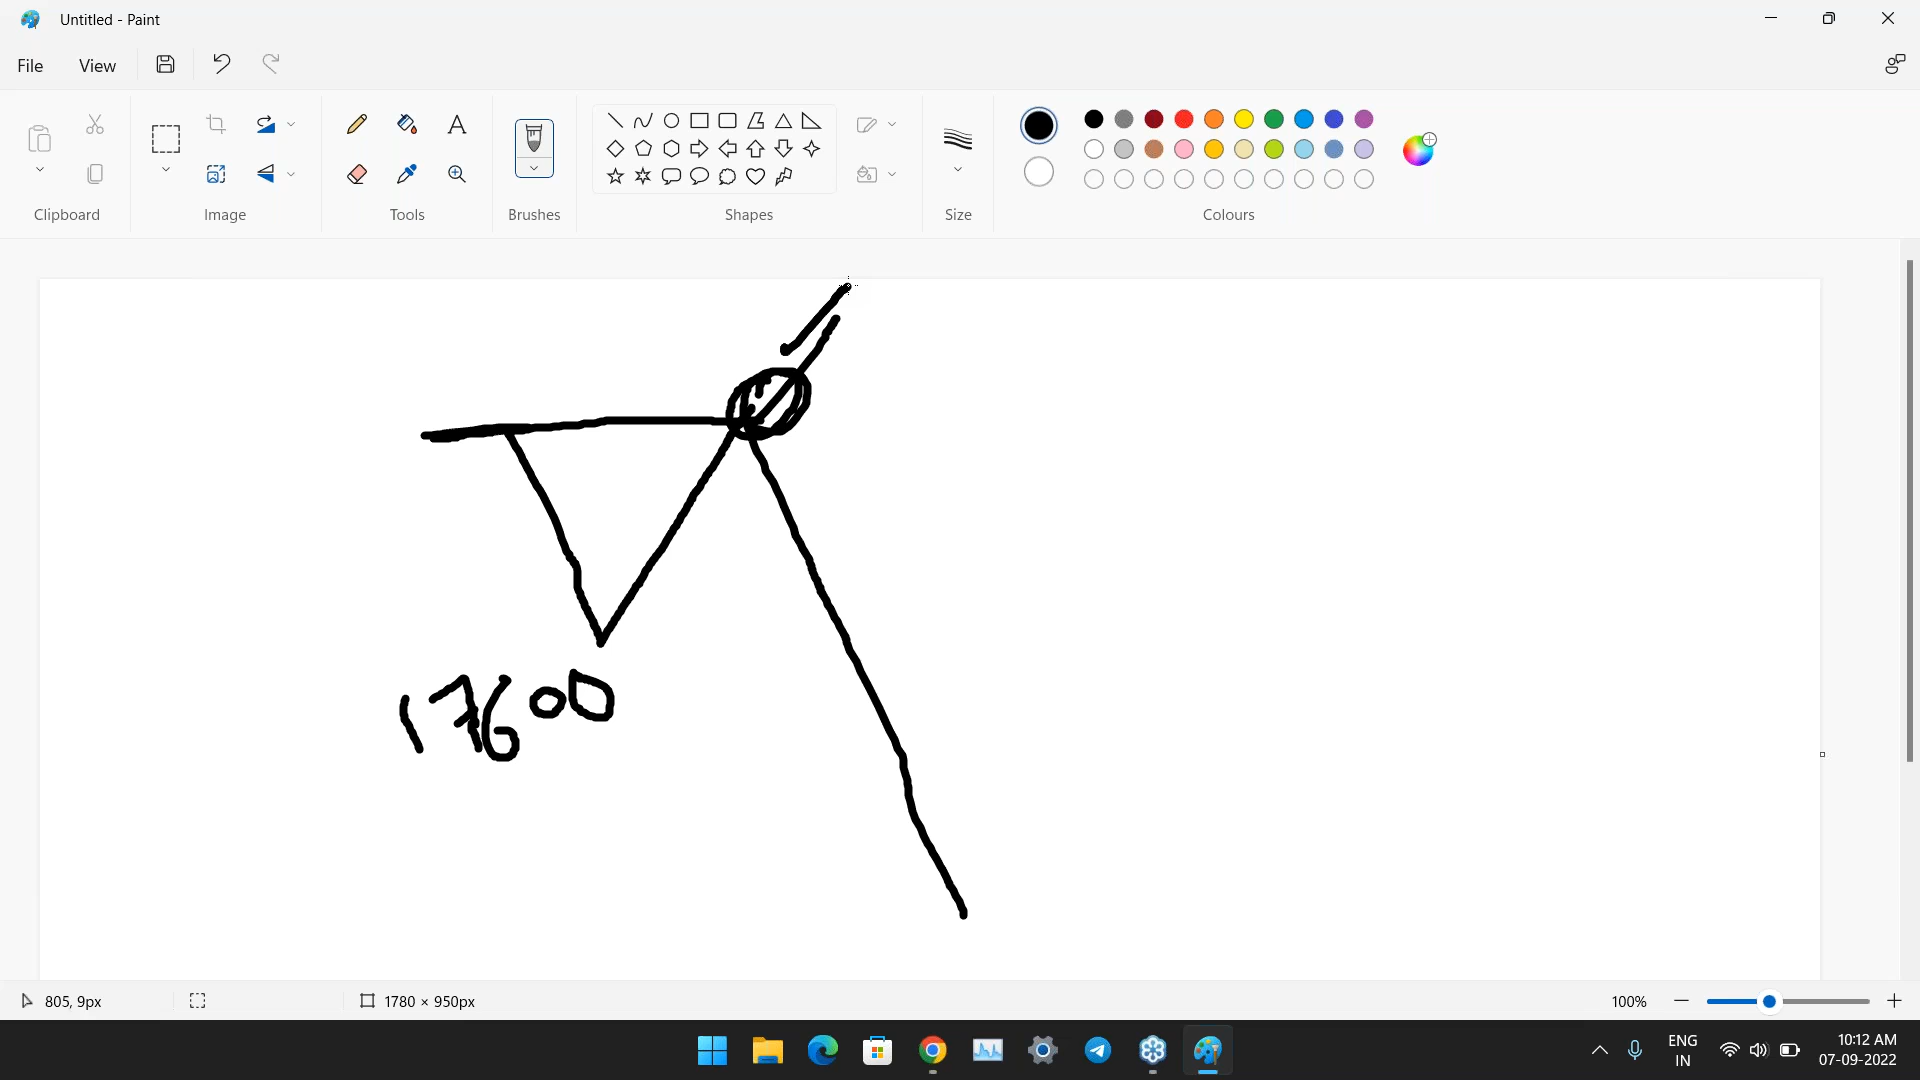 Untitled - Paint
File View
Clipboard Image Tools Brushes Shapes Size Colours
17600
805, 9px 1780 × 950px 100%
ENG 10:12 AM
IN 07-09-2022